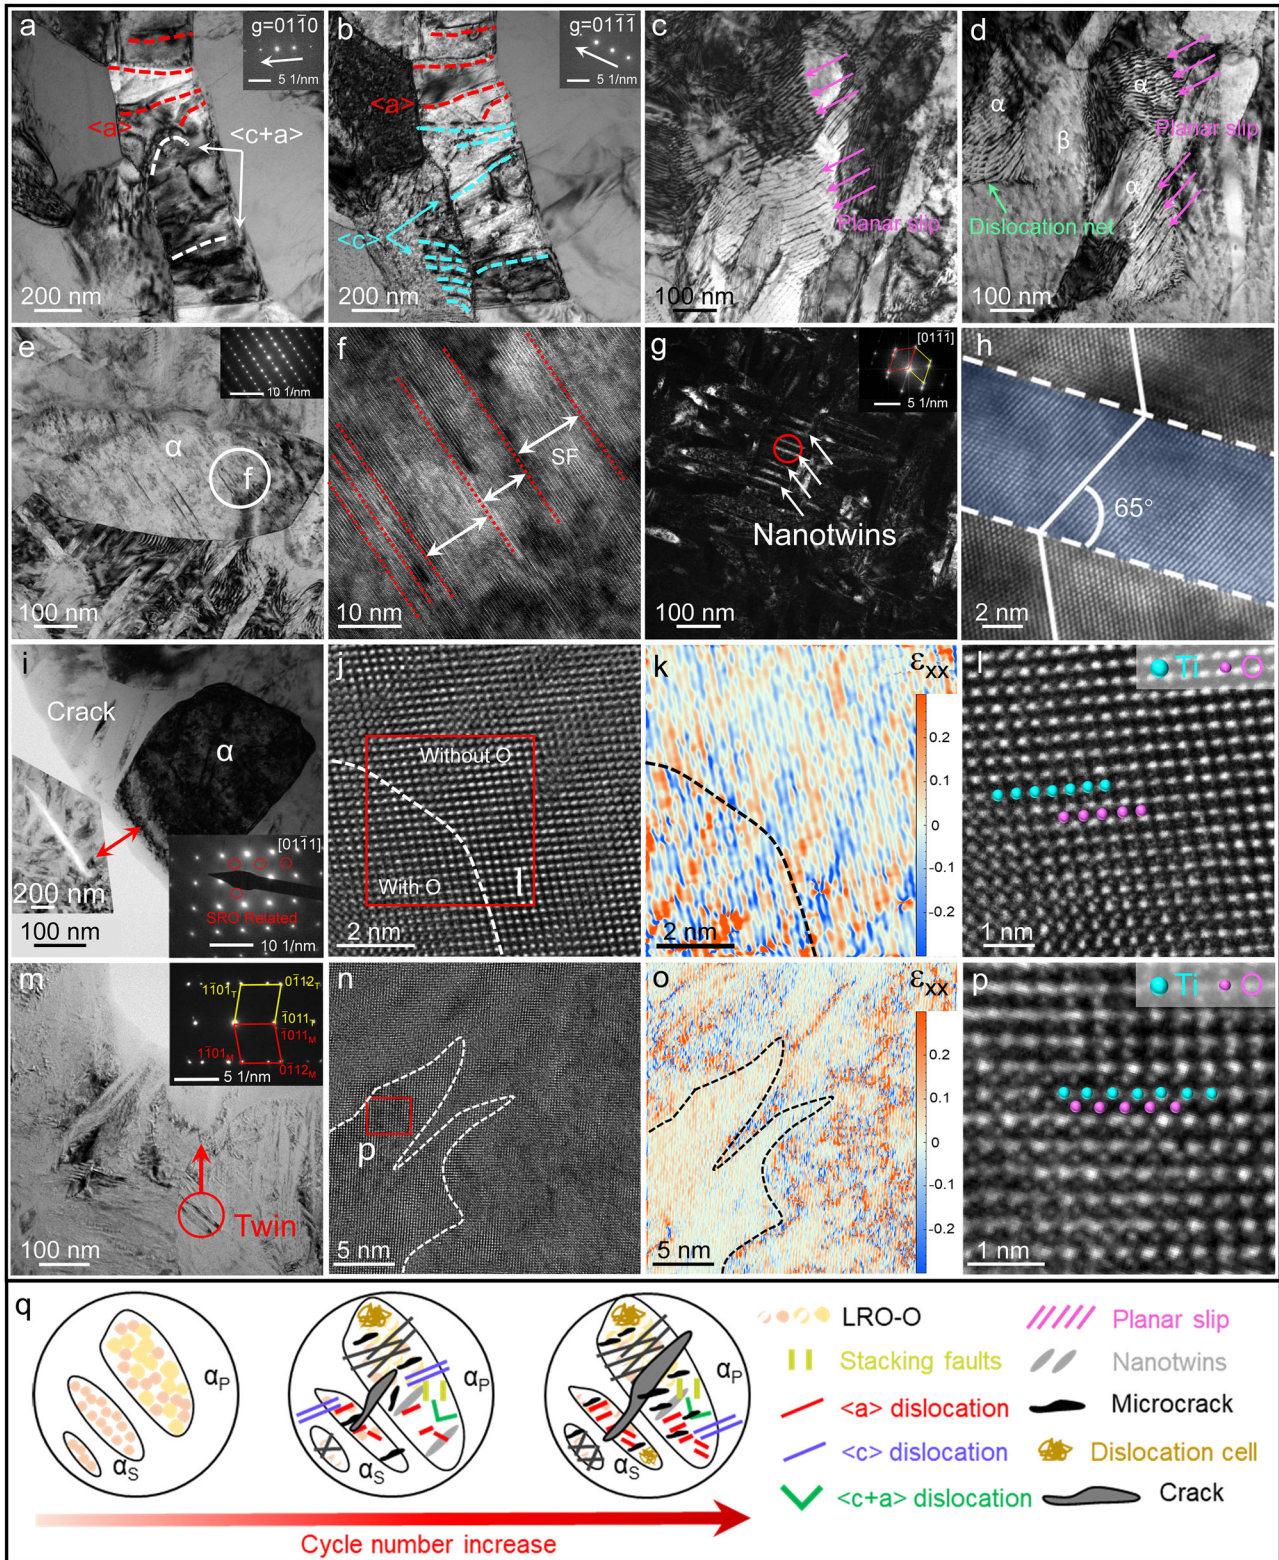 a
g=011̄0
5 1/nm
<a>
<c+a>
200 nm
b
g=011̄1̄
5 1/nm
<a>
<c>
200 nm
c
Planar slip
100 nm
d
α
α
β
Planar slip
α
Dislocation net
100 nm
e
10 1/nm
α
f
100 nm
f
SF
10 nm
g
[011̄1̄]
5 1/nm
Nanotwins
100 nm
h
65°
2 nm
i
Crack
α
200 nm
100 nm
[011̄1]
SRO Related
10 1/nm
j
Without O
With O
l
2 nm
k
εxx
0.2
0.1
0
-0.1
-0.2
2 nm
l
Ti O
1 nm
m
11̄01T
01̄12T
1̄011T
1̄011M
11̄01M
01̄12M
5 1/nm
Twin
100 nm
n
p
5 nm
o
εxx
0.2
0.1
0
-0.1
-0.2
5 nm
p
Ti O
1 nm
q
αP
αS
αP
αS
αP
αS
Cycle number increase
LRO-O
Planar slip
Stacking faults
Nanotwins
<a> dislocation
Microcrack
<c> dislocation
Dislocation cell
<c+a> dislocation
Crack